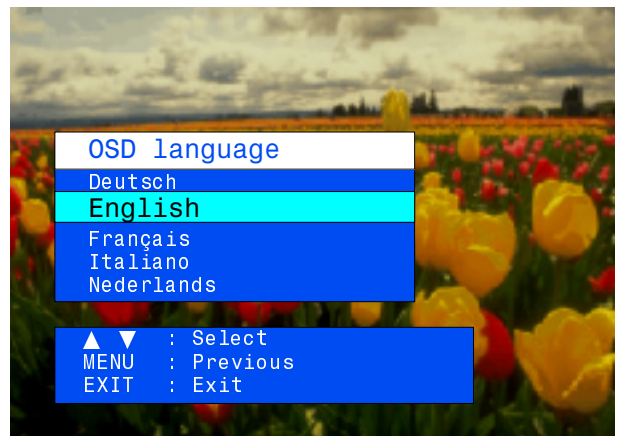 OSD language
Deutsch
English
Français
Italiano
Nederlands
▲ ▼ : Select
MENU : Previous
EXIT : Exit